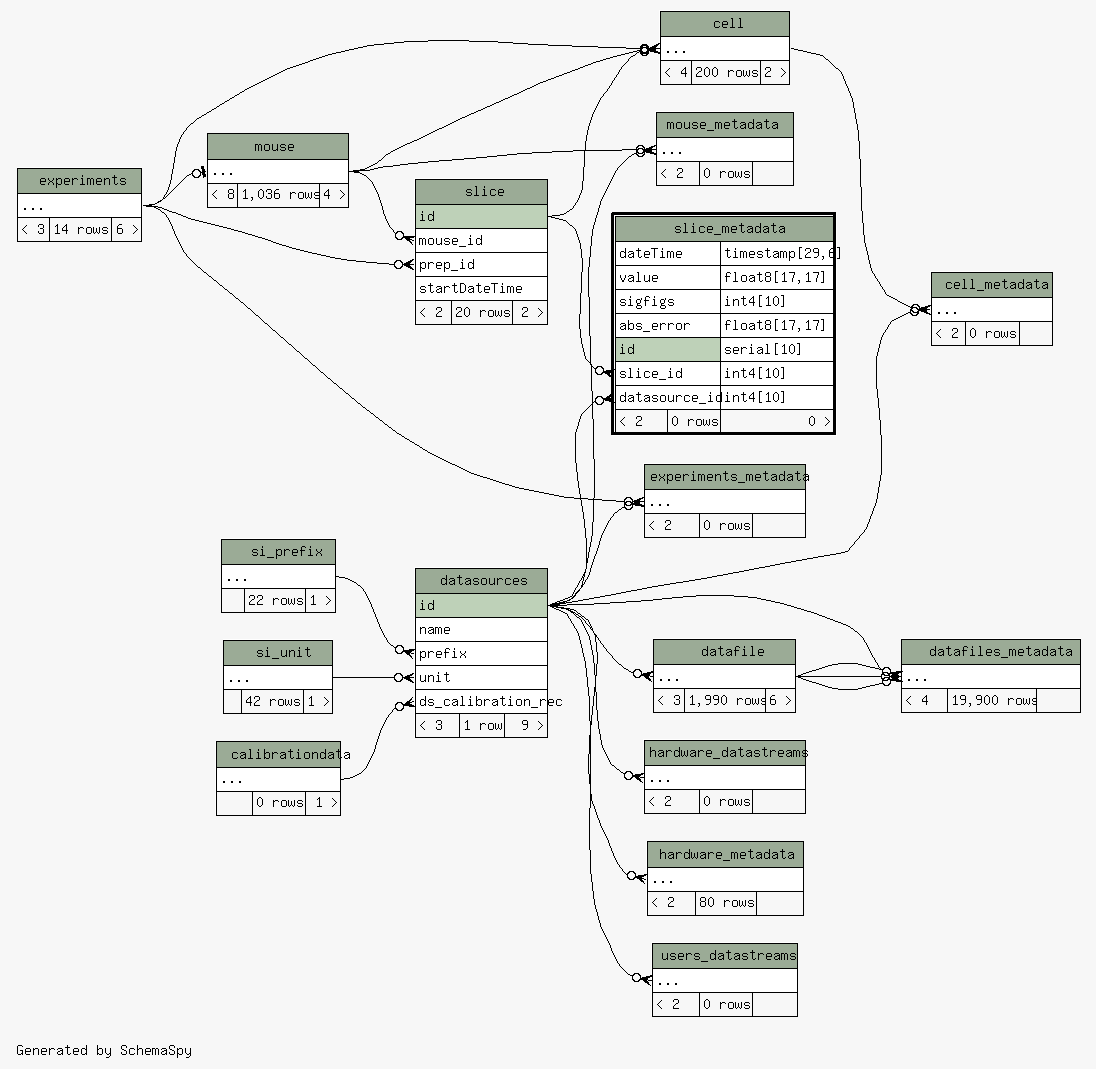 cell
...
< 4 200 rows 2 >
mouse_metadata
...
< 2 0 rows
mouse
...
< 8 1,036 rows 4 >
experiments
...
< 3 14 rows 6 >
slice
id
mouse_id
prep_id
startDateTime
< 2 20 rows 2 >
slice_metadata
dateTime timestamp[29,6]
value float8[17,17]
sigfigs int4[10]
abs_error float8[17,17]
id serial[10]
slice_id int4[10]
datasource_id int4[10]
< 2 0 rows 0 >
cell_metadata
...
< 2 0 rows
experiments_metadata
...
< 2 0 rows
si_prefix
...
22 rows 1 >
si_unit
...
42 rows 1 >
calibrationdata
...
0 rows 1 >
datasources
id
name
prefix
unit
ds_calibration_rec
< 3 1 row 9 >
datafile
...
< 3 1,990 rows 6 >
datafiles_metadata
...
< 4 19,900 rows
hardware_datastreams
...
< 2 0 rows
hardware_metadata
...
< 2 80 rows
users_datastreams
...
< 2 0 rows
Generated by SchemaSpy